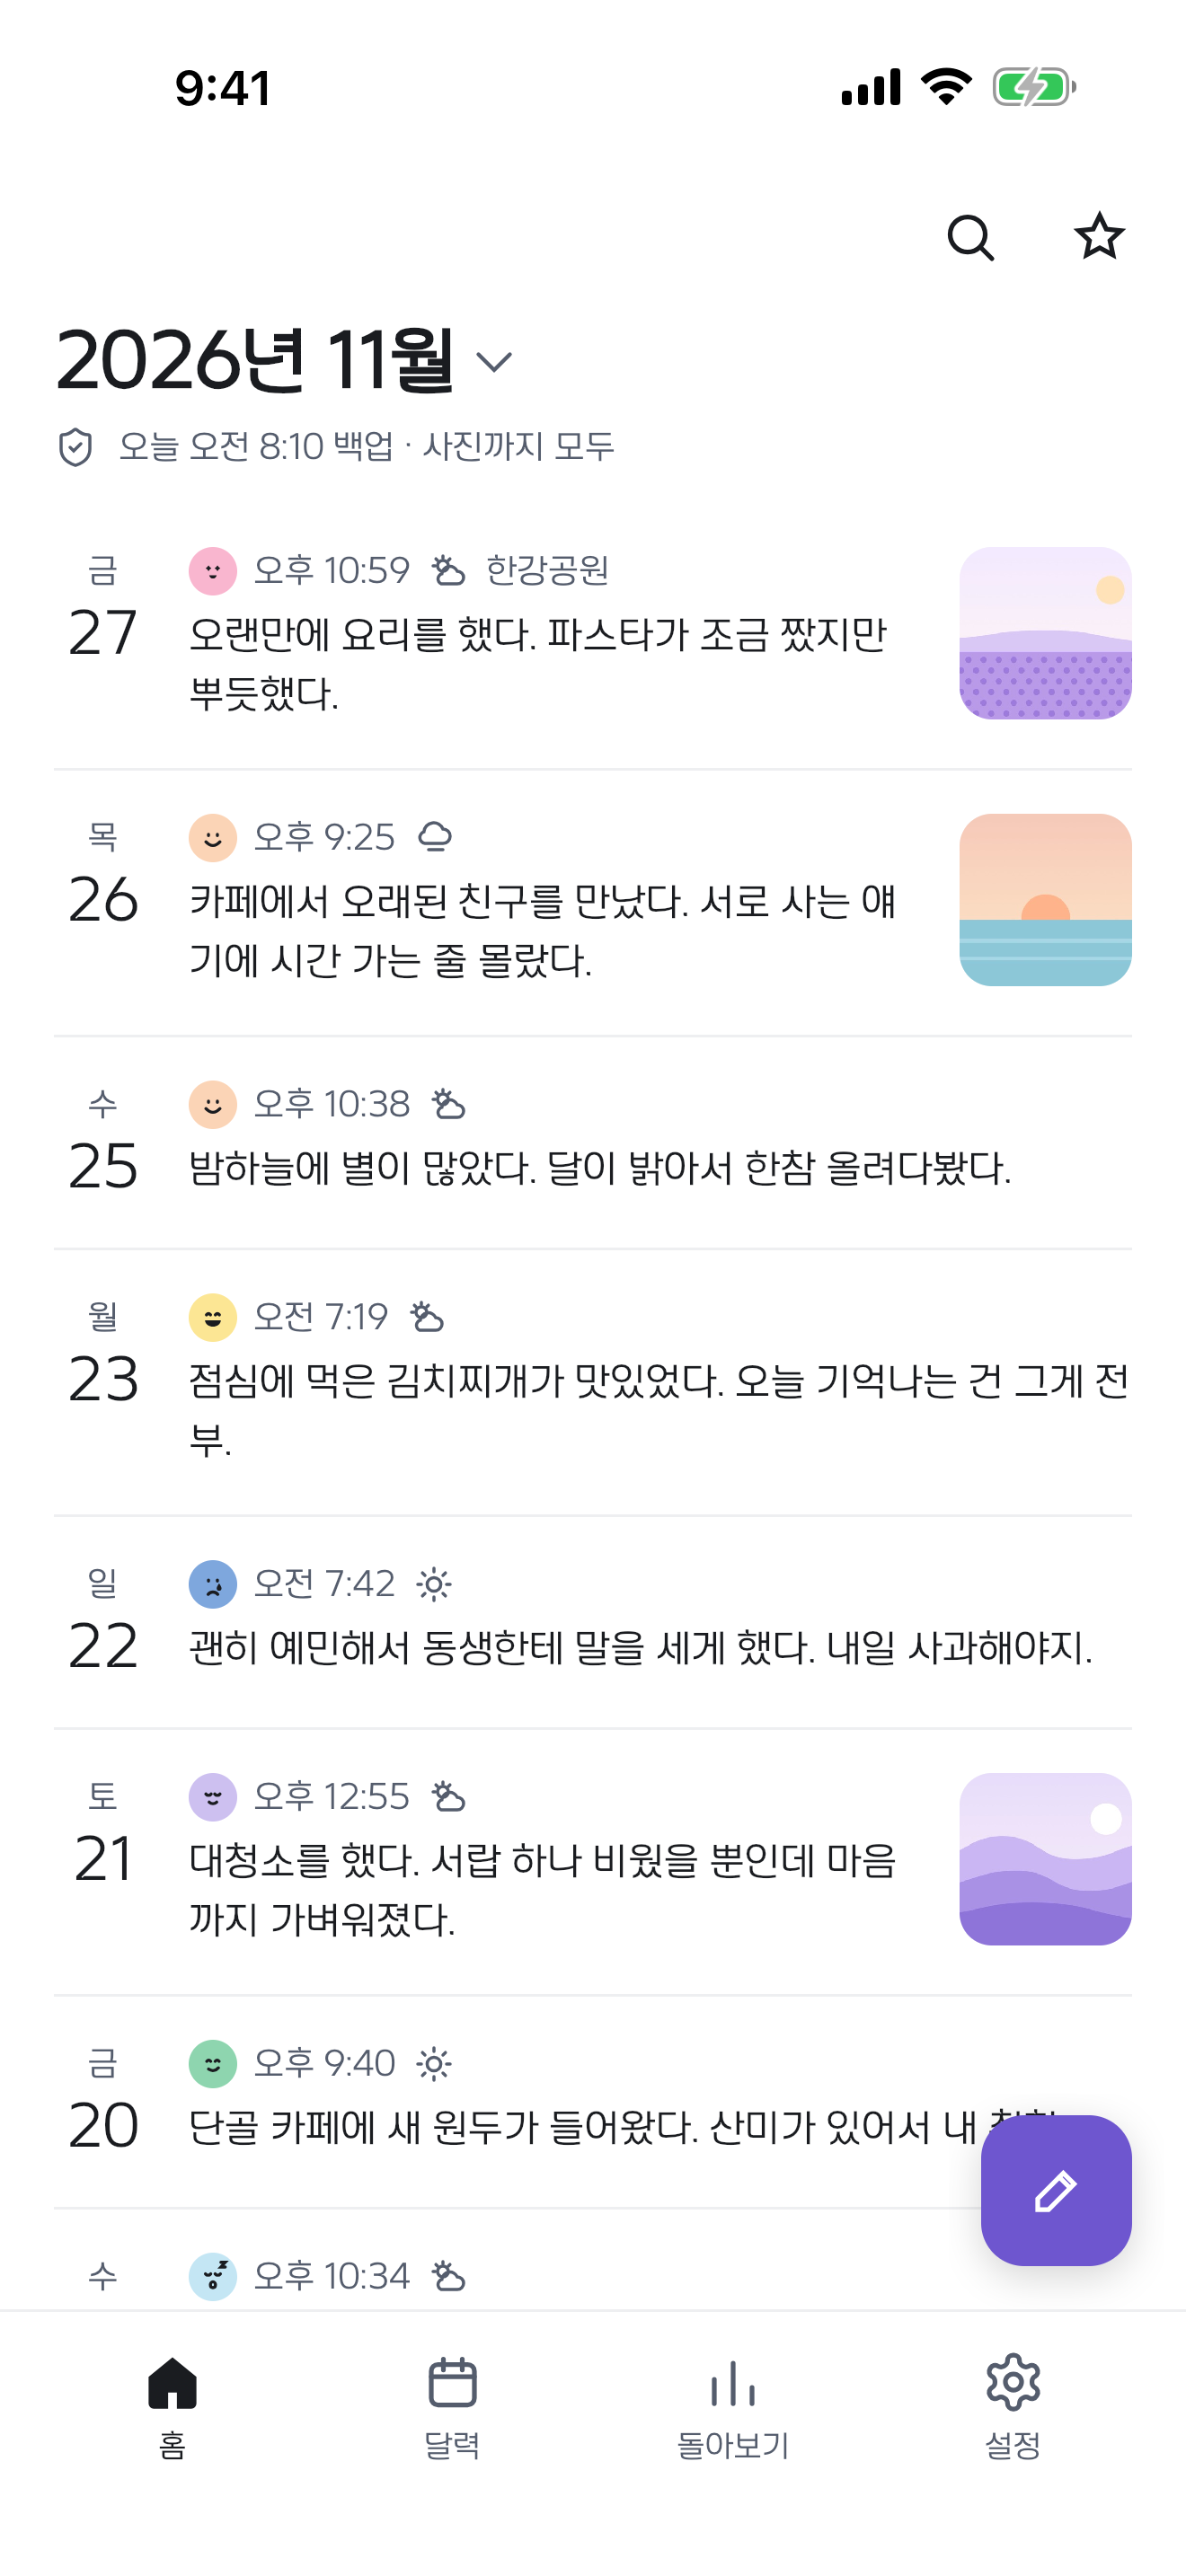 9:41
2026년 11월
오늘 오전 8:10 백업 · 사진까지 모두
금
27
오후 10:59 한강공원
오랜만에 요리를 했다. 파스타가 조금 짰지만
뿌듯했다.
목
26
오후 9:25
카페에서 오래된 친구를 만났다. 서로 사는 얘
기에 시간 가는 줄 몰랐다.
수
25
오후 10:38
밤하늘에 별이 많았다. 달이 밝아서 한참 올려다봤다.
월
23
오전 7:19
점심에 먹은 김치찌개가 맛있었다. 오늘 기억나는 건 그게 전
부.
일
22
오전 7:42
괜히 예민해서 동생한테 말을 세게 했다. 내일 사과해야지.
토
21
오후 12:55
대청소를 했다. 서랍 하나 비웠을 뿐인데 마음
까지 가벼워졌다.
금
20
오후 9:40
단골 카페에 새 원두가 들어왔다. 산미가 있어서 내
수
오후 10:34
홈
달력
돌아보기
설정